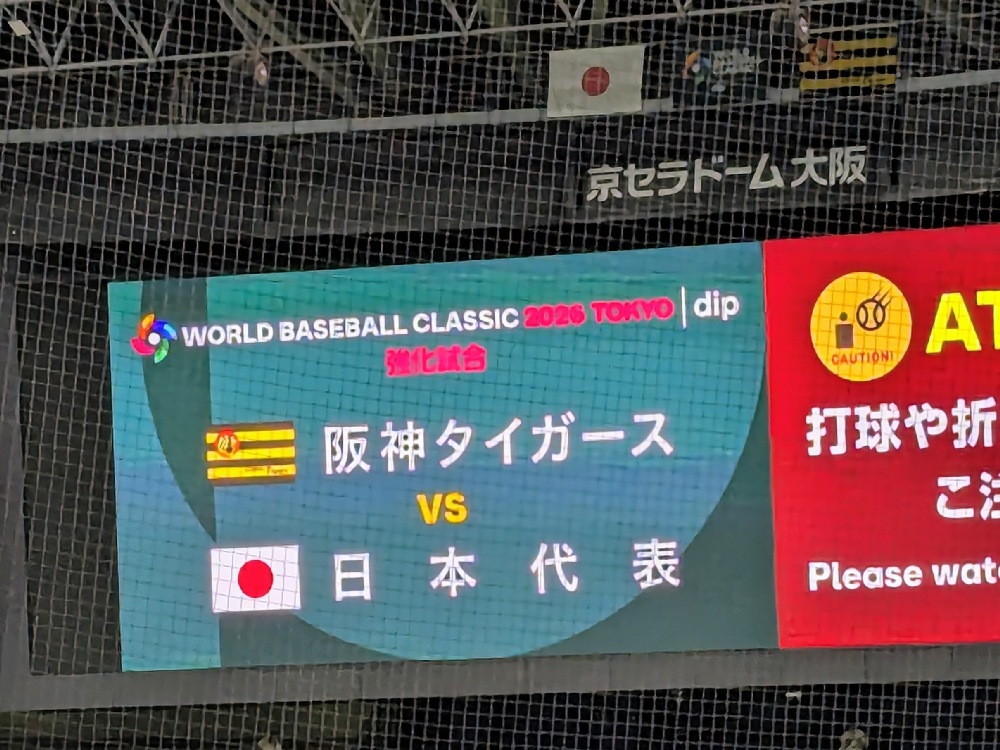 京セラドーム大阪
WORLD BASEBALL CLASSIC 2026 TOKYO | dip
強化試合
阪神タイガース
VS
日本代表
CAUTION!
AT
打球や折
ご注
Please wat